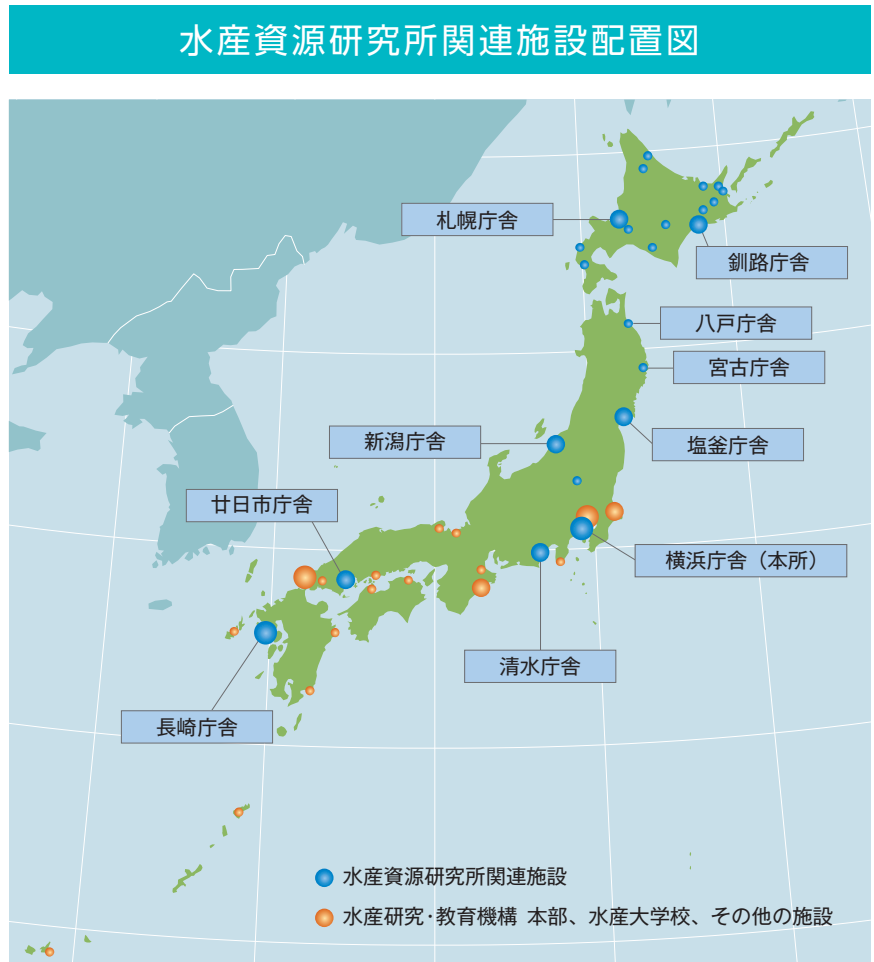 水産資源研究所関連施設配置図
札幌庁舎
釧路庁舎
八戸庁舎
宮古庁舎
新潟庁舎
塩釜庁舎
廿日市庁舎
横浜庁舎（本所）
清水庁舎
長崎庁舎
水産資源研究所関連施設
水産研究･教育機構 本部、水産大学校、その他の施設